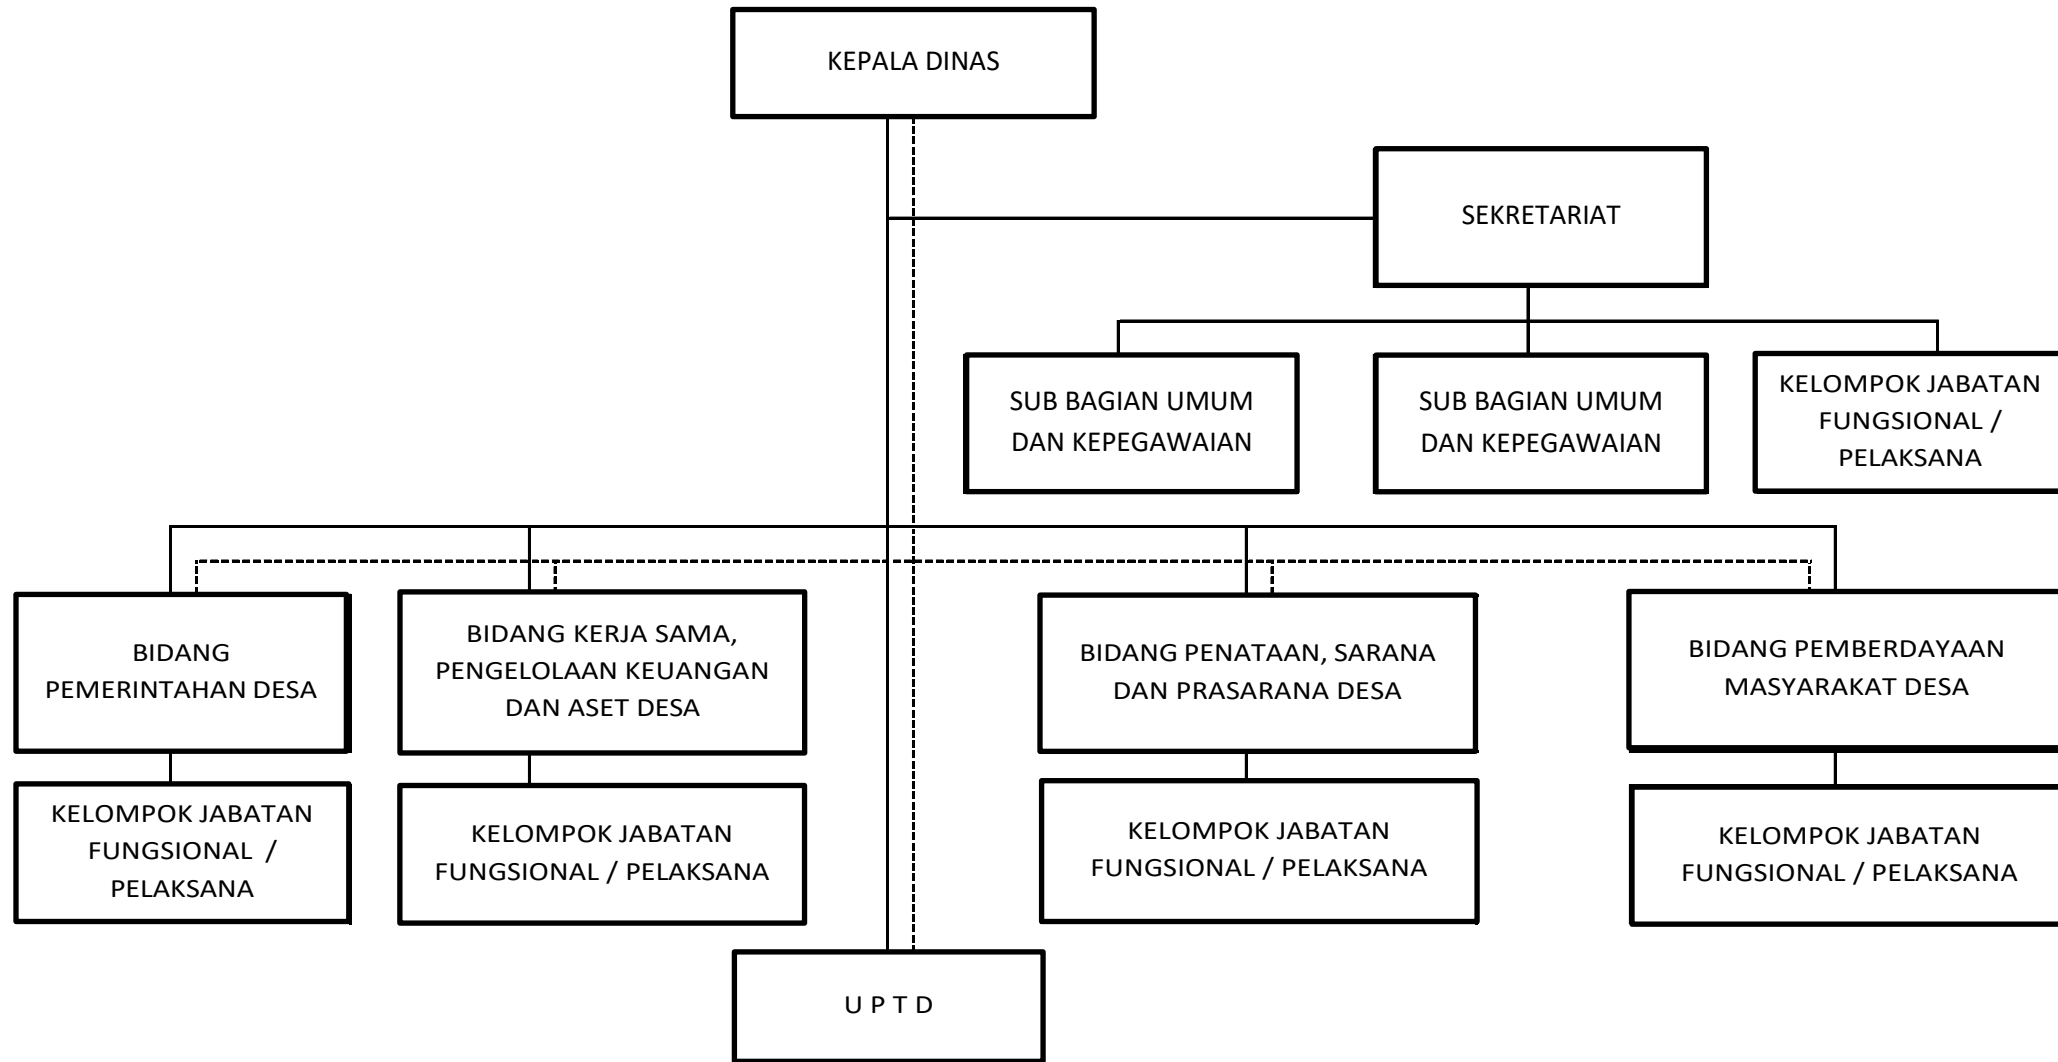 KEPALA DINAS
SEKRETARIAT
SUB BAGIAN UMUM
DAN KEPEGAWAIAN
SUB BAGIAN UMUM
DAN KEPEGAWAIAN
KELOMPOK JABATAN
FUNGSIONAL /
PELAKSANA
BIDANG
PEMERINTAHAN DESA
BIDANG KERJA SAMA,
PENGELOLAAN KEUANGAN
DAN ASET DESA
BIDANG PENATAAN, SARANA
DAN PRASARANA DESA
BIDANG PEMBERDAYAAN
MASYARAKAT DESA
KELOMPOK JABATAN
FUNGSIONAL /
PELAKSANA
KELOMPOK JABATAN
FUNGSIONAL / PELAKSANA
KELOMPOK JABATAN
FUNGSIONAL / PELAKSANA
KELOMPOK JABATAN
FUNGSIONAL / PELAKSANA
U P T D